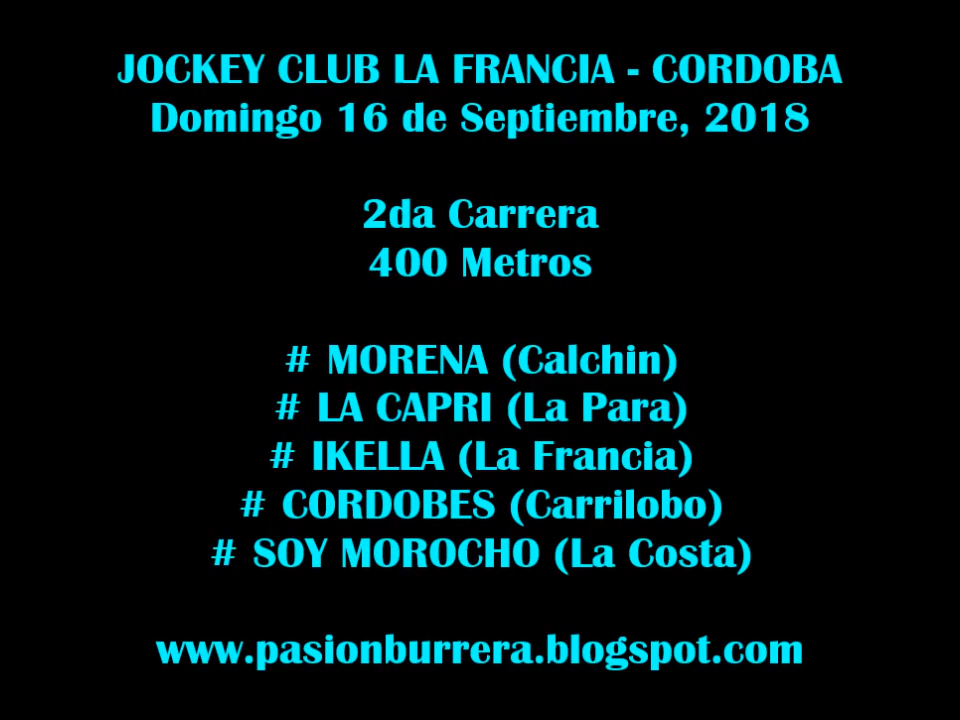 JOCKEY CLUB LA FRANCIA - CORDOBA
Domingo 16 de Septiembre, 2018
2da Carrera
400 Metros
# MORENA (Calchin)
# LA CAPRI (La Para)
# IKELLA (La Francia)
# CORDOBES (Carrilobo)
# SOY MOROCHO (La Costa)
www.pasionburrera.blogspot.com